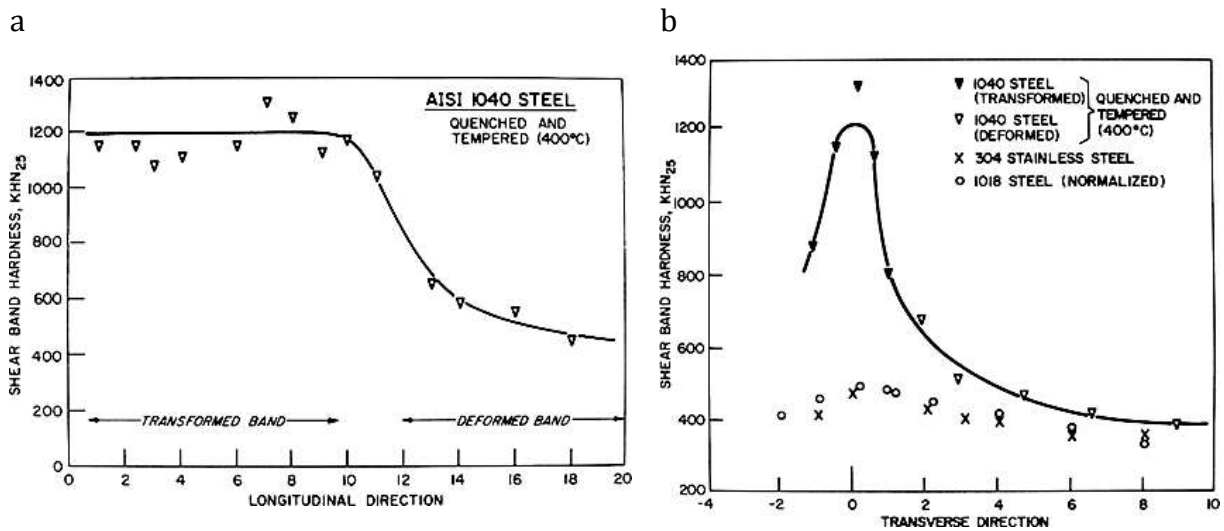 a
1400
1200
1000
800
600
400
200
0
SHEAR BAND HARDNESS, KHN25
AISI 1040 STEEL
QUENCHED AND
TEMPERED (400°C)
TRANSFORMED BAND
DEFORMED BAND
0 2 4 6 8 10 12 14 16 18 20
LONGITUDINAL DIRECTION
b
1400
1200
1000
800
600
400
200
SHEAR BAND HARDNESS, KHN25
1040 STEEL
(TRANSFORMED)
1040 STEEL
(DEFORMED)
QUENCHED AND
TEMPERED
(400°C)
304 STAINLESS STEEL
1018 STEEL (NORMALIZED)
-4 -2 0 2 4 6 8 10
TRANSVERSE DIRECTION